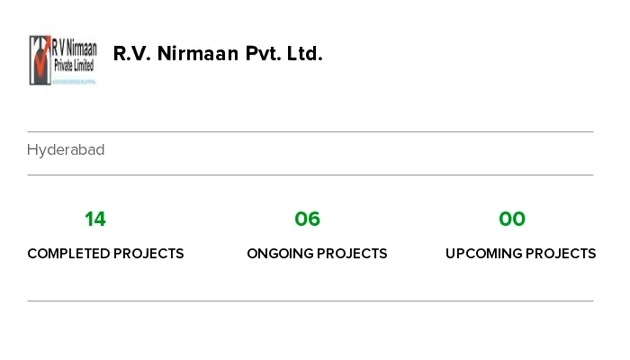 R V Nirmaan
Private Limited
R.V. Nirmaan Pvt. Ltd.
Hyderabad
14
06
00
COMPLETED PROJECTS
ONGOING PROJECTS
UPCOMING PROJECTS